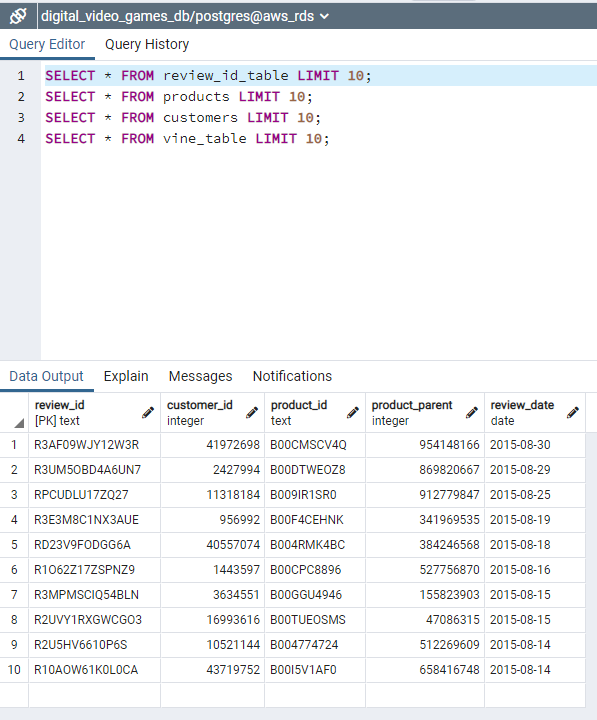 digital_video_games_db/postgres@aws_rds
Query Editor Query History
1 SELECT * FROM review_id_table LIMIT 10;
2 SELECT * FROM products LIMIT 10;
3 SELECT * FROM customers LIMIT 10;
4 SELECT * FROM vine_table LIMIT 10;
Data Output Explain Messages Notifications
review_id customer_id product_id product_parent review_date
[PK] text integer text integer date
1 R3AF09WJY12W3R 41972698 B00CMSCV4Q 954148166 2015-08-30
2 R3UM5OBD4A6UN7 2427994 B00DTWEOZ8 869820667 2015-08-29
3 RPCUDLU17ZQ27 11318184 B009IR1SR0 912779847 2015-08-25
4 R3E3M8C1NX3AUE 956992 B00F4CEHNK 341969535 2015-08-19
5 RD23V9FODGG6A 40557074 B004RMK4BC 384246568 2015-08-18
6 R1O62Z17ZSPNZ9 1443597 B00CPC8896 527756870 2015-08-16
7 R3MPMSCIQ54BLN 3634551 B00GGU4946 155823903 2015-08-15
8 R2UVY1RXGWCGO3 16993616 B00TUEOSMS 47086315 2015-08-15
9 R2U5HV6610P6S 10521144 B004774724 512269609 2015-08-14
10 R10AOW61K0L0CA 43719752 B00I5V1AF0 658416748 2015-08-14